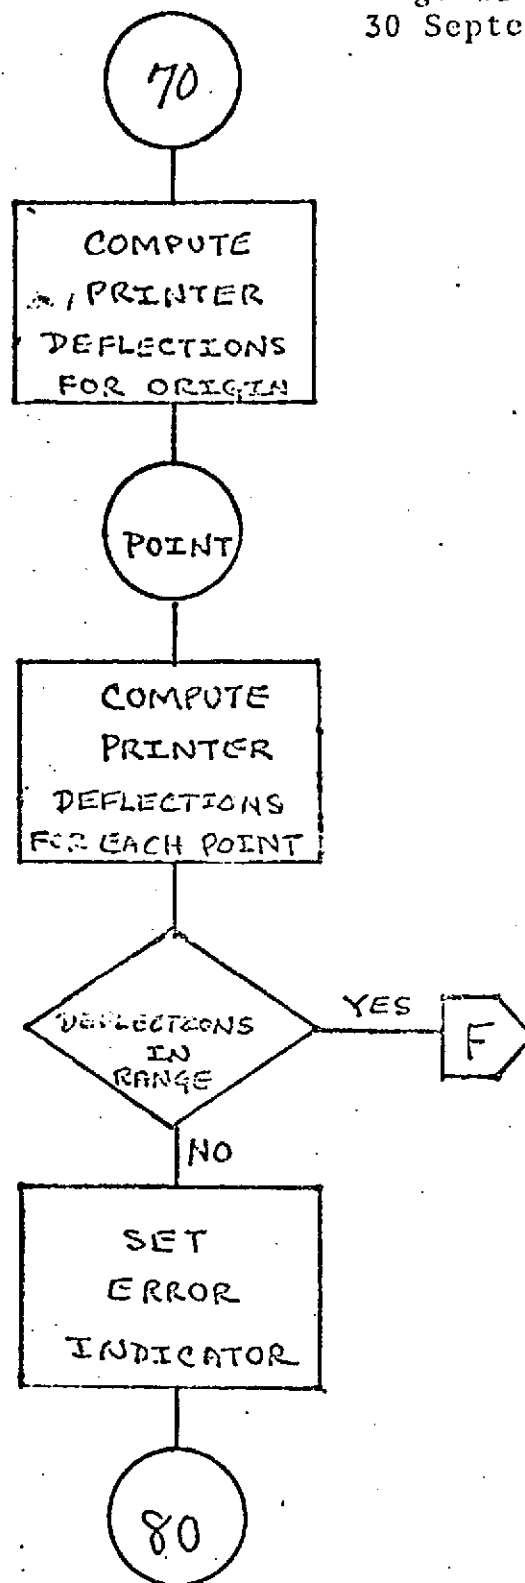 30 Septe
70
COMPUTE
PRINTER
DEFLECTIONS
FOR ORIGIN
POINT
COMPUTE
PRINTER
DEFLECTIONS
FOR EACH POINT
DEFLECTIONS
IN
RANGE
YES
F
NO
SET
ERROR
INDICATOR
80